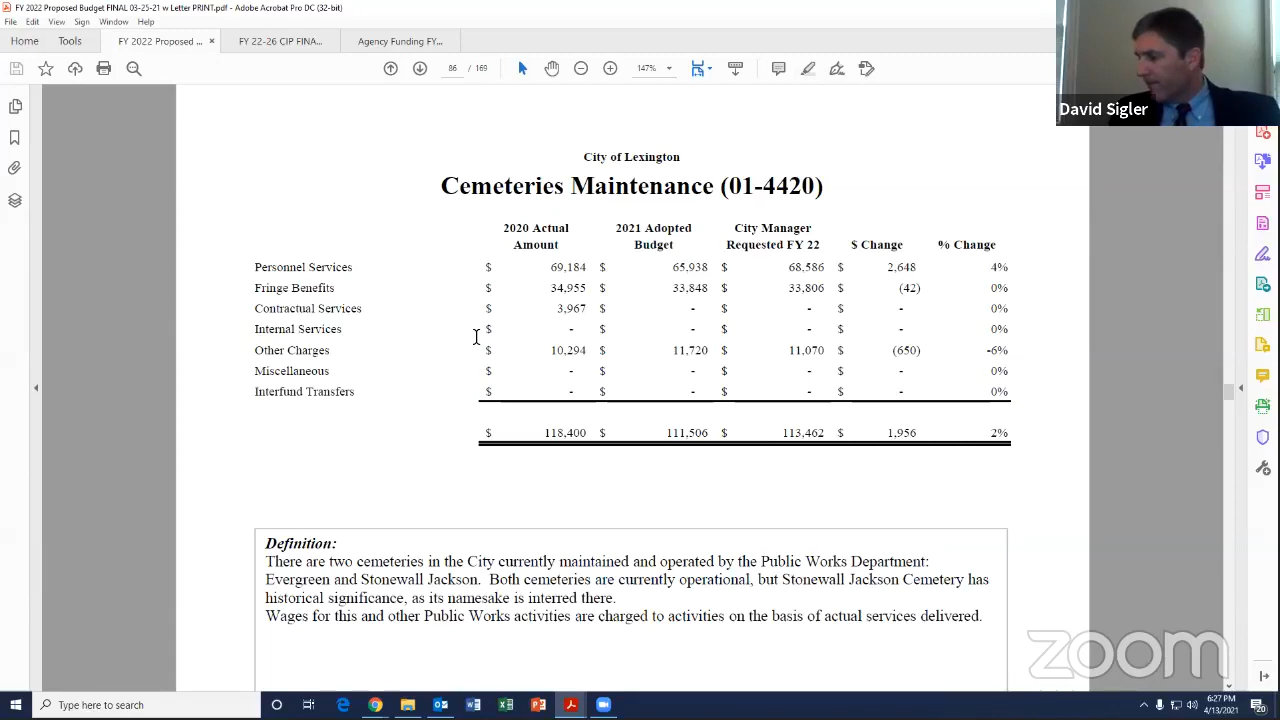 FY 2022 Proposed Budget FINAL 03-25-21 w Letter PRINT.pdf - Adobe Acrobat Pro DC (32-bit)
File Edit View Sign Window Help
Home Tools FY 2022 Proposed ... × FY 22-26 CIP FINA... Agency Funding FY...
86 / 169 147%
David Sigler
City of Lexington
Cemeteries Maintenance (01-4420)
2020 Actual 2021 Adopted City Manager
Amount Budget Requested FY 22 $ Change % Change
Personnel Services $ 69,184 $ 65,938 $ 68,586 $ 2,648 4%
Fringe Benefits $ 34,955 $ 33,848 $ 33,806 $ (42) 0%
Contractual Services $ 3,967 $ - $ - $ - 0%
Internal Services $ - $ - $ - $ - 0%
Other Charges $ 10,294 $ 11,720 $ 11,070 $ (650) -6%
Miscellaneous $ - $ - $ - $ - 0%
Interfund Transfers $ - $ - $ - $ - 0%
$ 118,400 $ 111,506 $ 113,462 $ 1,956 2%
Definition:
There are two cemeteries in the City currently maintained and operated by the Public Works Department:
Evergreen and Stonewall Jackson. Both cemeteries are currently operational, but Stonewall Jackson Cemetery has
historical significance, as its namesake is interred there.
Wages for this and other Public Works activities are charged to activities on the basis of actual services delivered.
zoom
Type here to search
6:27 PM
4/13/2021
20